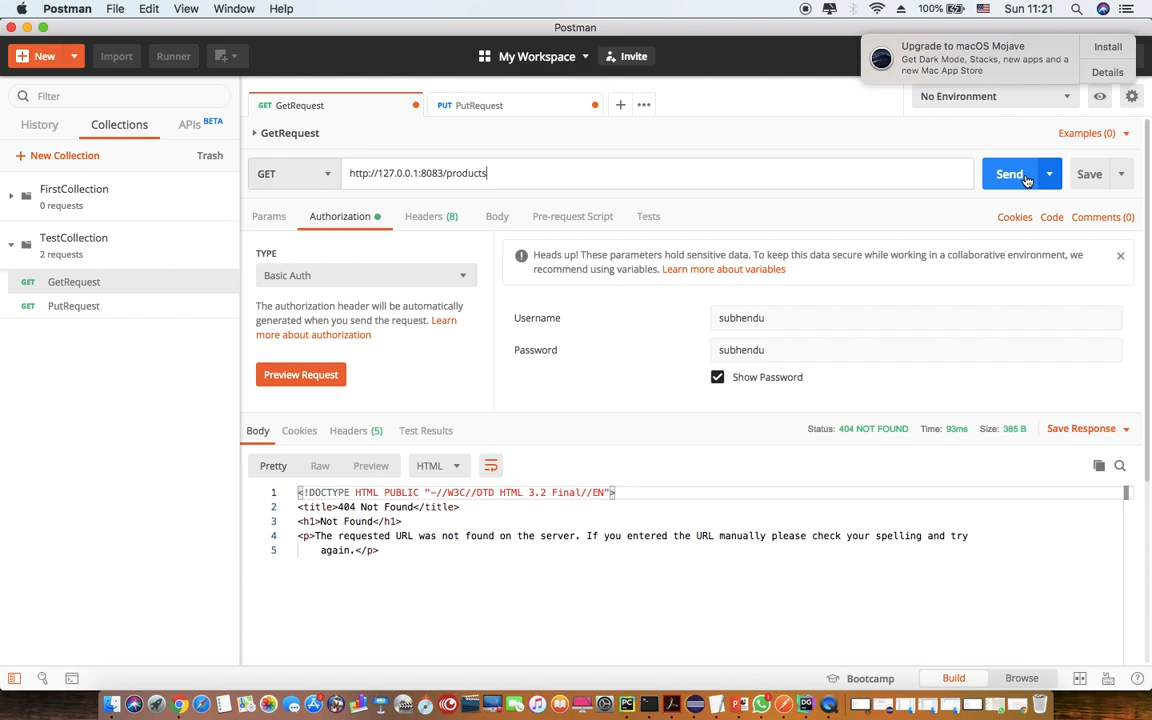 Postman File Edit View Window Help 100% Sun 11:21
Postman
New Import Runner My Workspace Invite
Upgrade to macOS Mojave
Get Dark Mode, Stacks, new apps and a
new Mac App Store
Install
Details
Filter
GET GetRequest PUT PutRequest No Environment
History Collections APIs BETA
GetRequest Examples (0)
+ New Collection Trash
GET http://127.0.0.1:8083/products Send Save
FirstCollection
0 requests
TestCollection
2 requests
GET GetRequest
GET PutRequest
Params Authorization Headers (8) Body Pre-request Script Tests Cookies Code Comments (0)
TYPE
Basic Auth
The authorization header will be automatically
generated when you send the request. Learn
more about authorization
Preview Request
Heads up! These parameters hold sensitive data. To keep this data secure while working in a collaborative environment, we
recommend using variables. Learn more about variables
Username subhendu
Password subhendu
Show Password
Body Cookies Headers (5) Test Results Status: 404 NOT FOUND Time: 93ms Size: 385 B Save Response
Pretty Raw Preview HTML
1 <!DOCTYPE HTML PUBLIC "-//W3C//DTD HTML 3.2 Final//EN">
2 <title>404 Not Found</title>
3 <h1>Not Found</h1>
4 <p>The requested URL was not found on the server. If you entered the URL manually please check your spelling and try
5 again.</p>
Bootcamp Build Browse